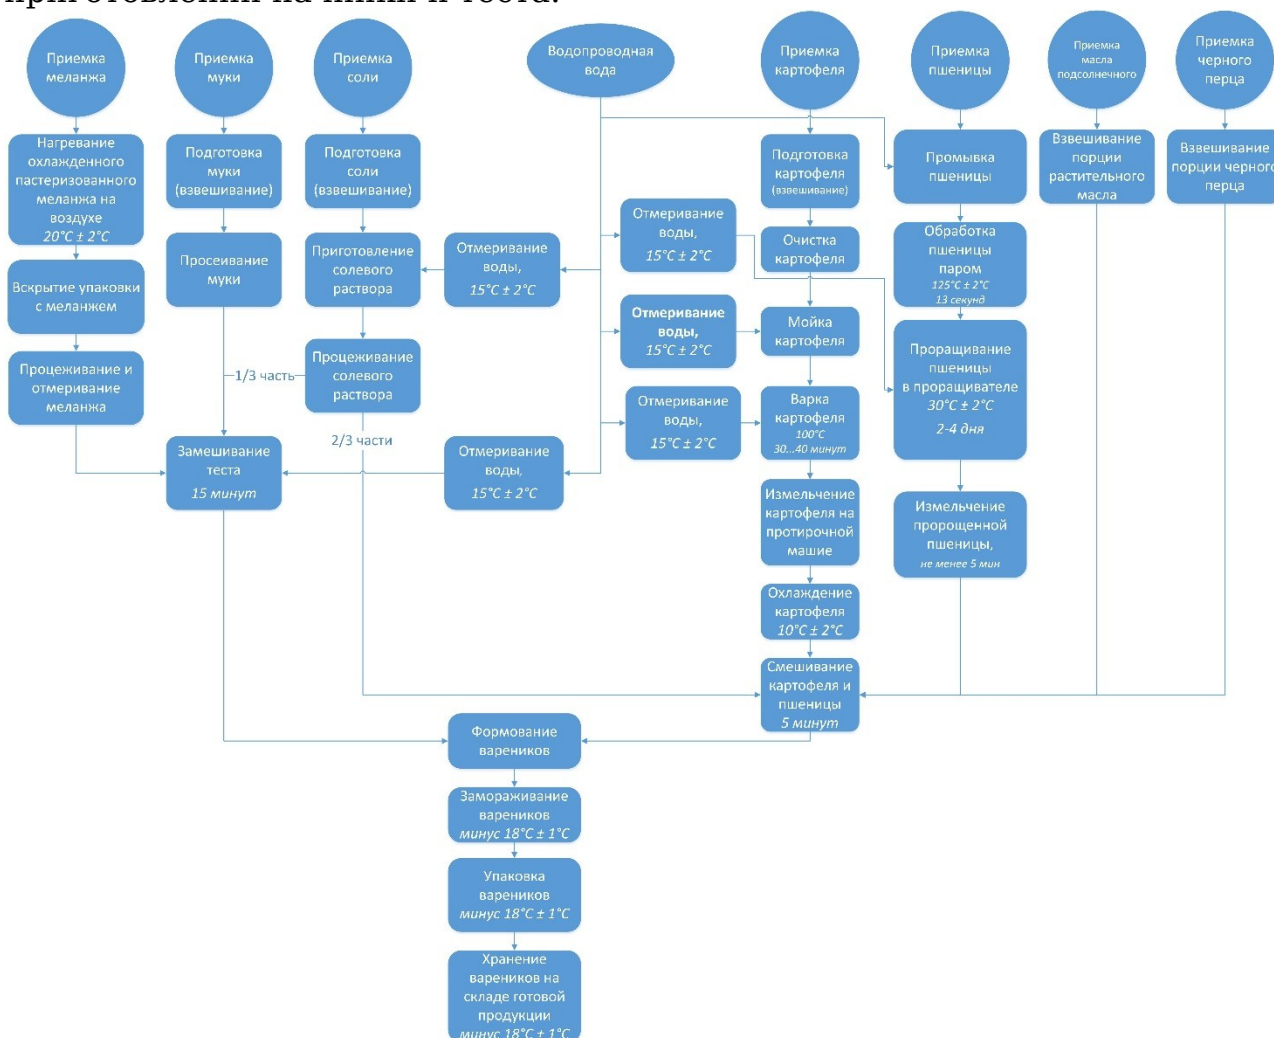 приготовлении начинки и теста.
Приемка
меланжа
Нагревание
охлажденного
пастеризованного
меланжа на
воздухе
20°C ± 2°C
Вскрытие упаковки
с меланжем
Процеживание и
отмеривание
меланжа
Приемка
муки
Подготовка
муки
(взвешивание)
Просеивание
муки
1/3 часть
Замешивание
теста
15 минут
Приемка
соли
Подготовка
соли
(взвешивание)
Приготовление
солевого
раствора
Процеживание
солевого
раствора
2/3 части
Водопроводная
вода
Отмеривание
воды,
15°C ± 2°C
Отмеривание
воды,
15°C ± 2°C
Отмеривание
воды,
15°C ± 2°C
Отмеривание
воды,
15°C ± 2°C
Отмеривание
воды,
15°C ± 2°C
Приемка
картофеля
Подготовка
картофеля
(взвешивание)
Очистка
картофеля
Мойка
картофеля
Варка
картофеля
100°C
30...40 минут
Измельчение
картофеля на
протирочной
машие
Охлаждение
картофеля
10°C ± 2°C
Смешивание
картофеля и
пшеницы
5 минут
Приемка
пшеницы
Промывка
пшеницы
Обработка
пшеницы
паром
125°C ± 2°C
13 секунд
Проращивание
пшеницы
в проращивателе
30°C ± 2°C
2-4 дня
Измельчение
пророщенной
пшеницы,
не менее 5 мин
Приемка
масла
подсолнечного
Взвешивание
порции
растительного
масла
Приемка
черного
перца
Взвешивание
порции черного
перца
Формование
вареников
Замораживание
вареников
минус 18°C ± 1°C
Упаковка
вареников
минус 18°C ± 1°C
Хранение
вареников на
складе готовой
продукции
минус 18°C ± 1°C